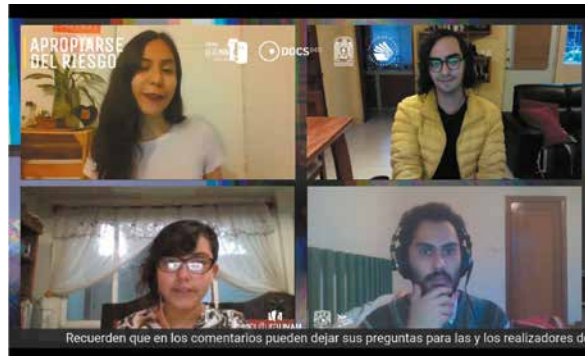 APROPIARSE
DEL RIESGO
DOCS
Recuerden que en los comentarios pueden dejar sus preguntas para las y los realizadores d